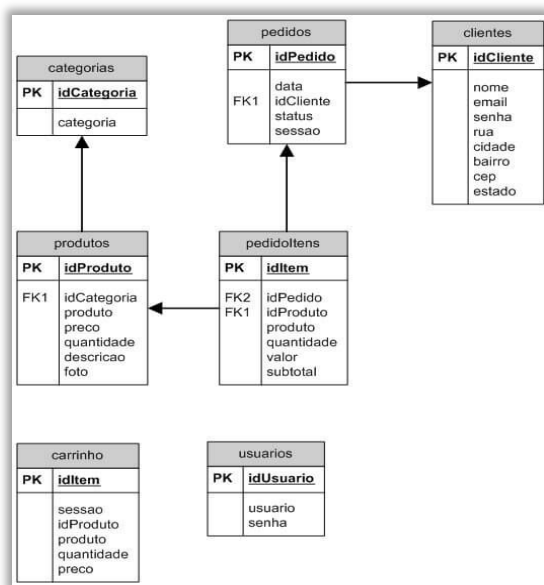 categorias
PK idCategoria
categoria
pedidos
PK idPedido
data
FK1 idCliente
status
sessao
clientes
PK idCliente
nome
email
senha
rua
cidade
bairro
cep
estado
produtos
PK idProduto
FK1 idCategoria
produto
preco
quantidade
descricao
foto
pedidoItens
PK idItem
FK2 idPedido
FK1 idProduto
produto
quantidade
valor
subtotal
carrinho
PK idItem
sessao
idProduto
produto
quantidade
preco
usuarios
PK idUsuario
usuario
senha